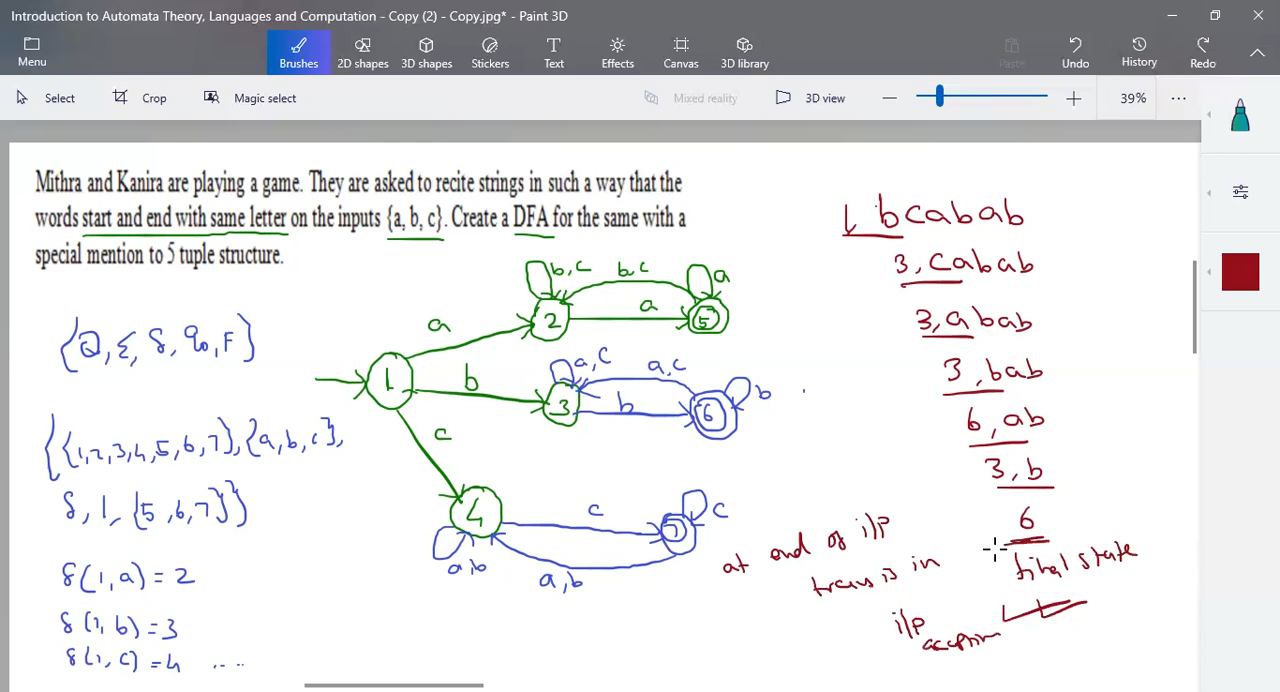 Introduction to Automata Theory, Languages and Computation - Copy (2) - Copy.jpg* - Paint 3D
Menu
Brushes
2D shapes
3D shapes
Stickers
Text
Effects
Canvas
3D library
Paste
Undo
History
Redo
Select
Crop
Magic select
Mixed reality
3D view
39%
Mithra and Kanira are playing a game. They are asked to recite strings in such a way that the
words start and end with same letter on the inputs {a, b, c}. Create a DFA for the same with a
special mention to 5 tuple structure.
{Q, Σ, δ, q0, F}
{{1,2,3,4,5,6,7},{a,b,c},
δ, 1, {5,6,7}}
δ(1,a) = 2
δ(1,b) = 3
δ(1,c) = 4 ....
b,c
b,c
a
a
2
a
5
a,c
a,c
1
b
3
b
6
b
c
4
c
7
c
a,b
a,b
1 bcabab
3, cabab
3, abab
3, bab
6, ab
3, b
6
at end of i/p
trans is in
final state
i/p